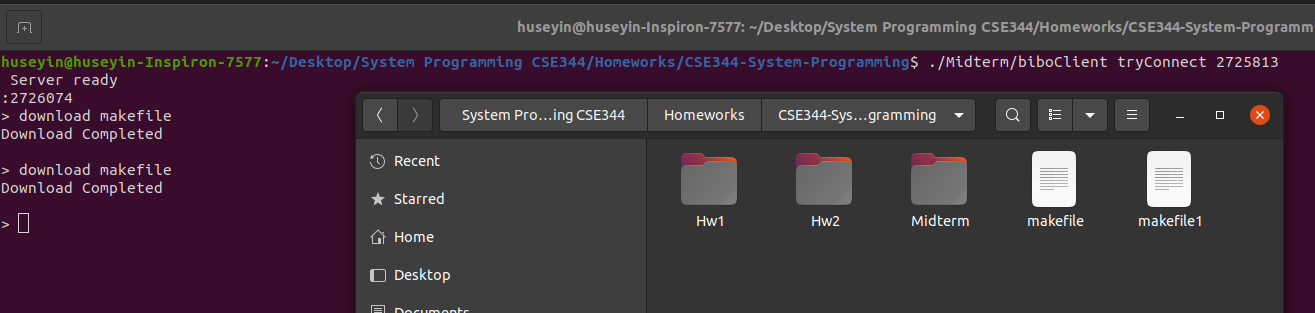 huseyin@huseyin-Inspiron-7577: ~/Desktop/System Programming CSE344/Homeworks/CSE344-System-Programm
huseyin@huseyin-Inspiron-7577:~/Desktop/System Programming CSE344/Homeworks/CSE344-System-Programming$ ./Midterm/biboClient tryConnect 2725813
Server ready
:2726074
> download makefile
Download Completed
> download makefile
Download Completed
>
System Pro...ing CSE344 Homeworks CSE344-Sys...gramming
Recent
Starred
Home
Desktop
Documents
Hw1 Hw2 Midterm makefile makefile1